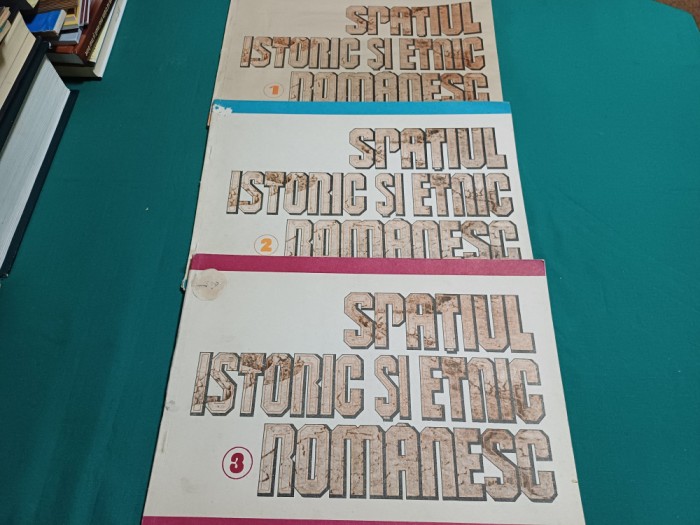 SPAȚIUL
ISTORIC ȘI ETNIC
1 ROMÂNESC
SPAȚIUL
ISTORIC ȘI ETNIC
2 ROMÂNESC
SPAȚIUL
ISTORIC ȘI ETNIC
3 ROMÂNESC